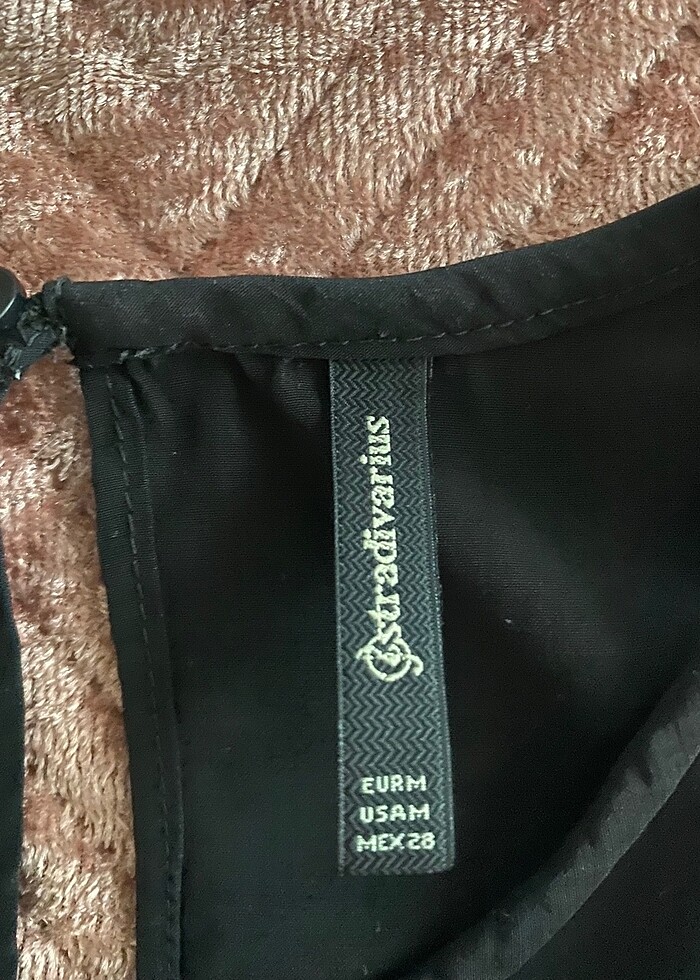 stradivarius
EUR M
USA M
MEX 28